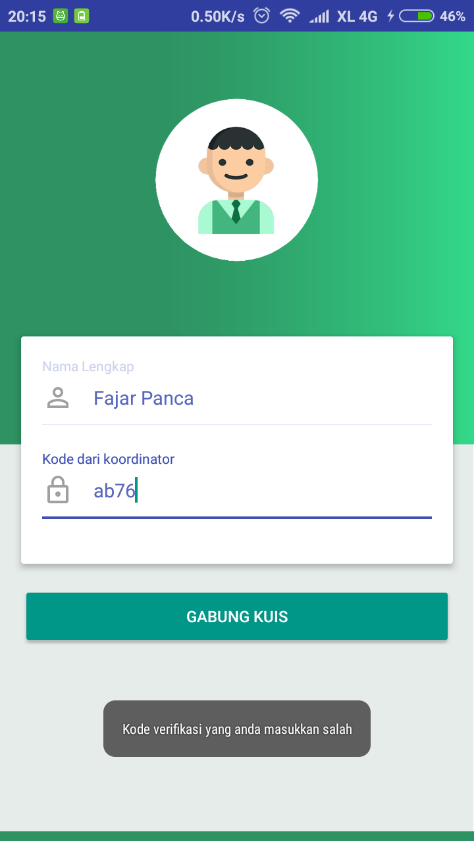 20:15 0.50K/s XL 4G 46%
Nama Lengkap
Fajar Panca
Kode dari koordinator
ab76
GABUNG KUIS
Kode verifikasi yang anda masukkan salah